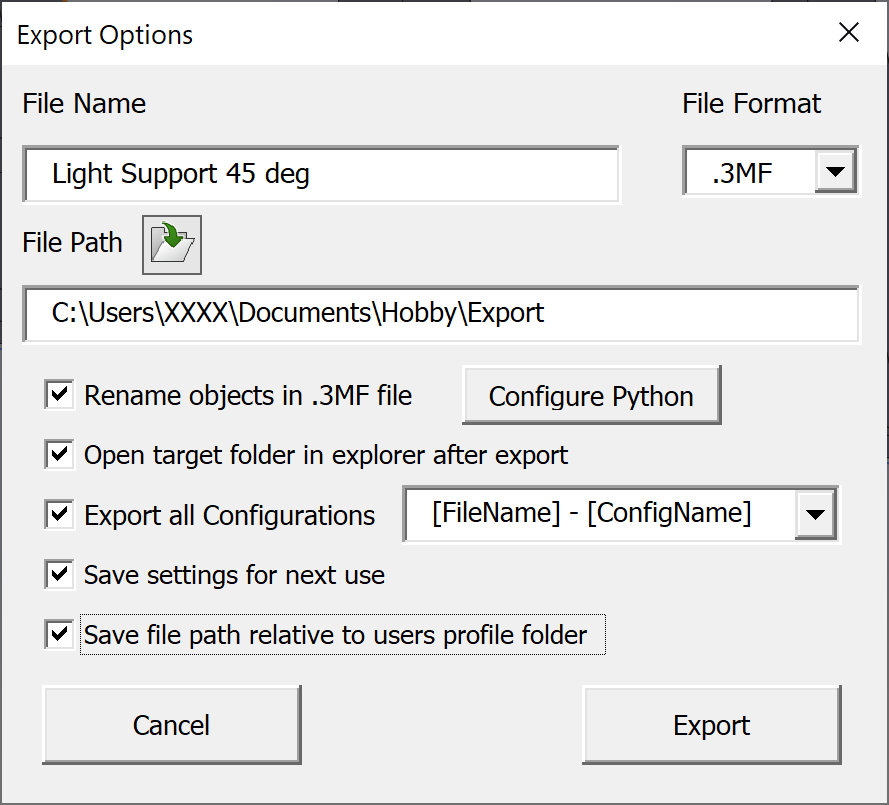 Export Options
File Name
File Format
Light Support 45 deg
.3MF
File Path
C:\Users\XXXX\Documents\Hobby\Export
Rename objects in .3MF file
Configure Python
Open target folder in explorer after export
Export all Configurations
[FileName] - [ConfigName]
Save settings for next use
Save file path relative to users profile folder
Cancel
Export